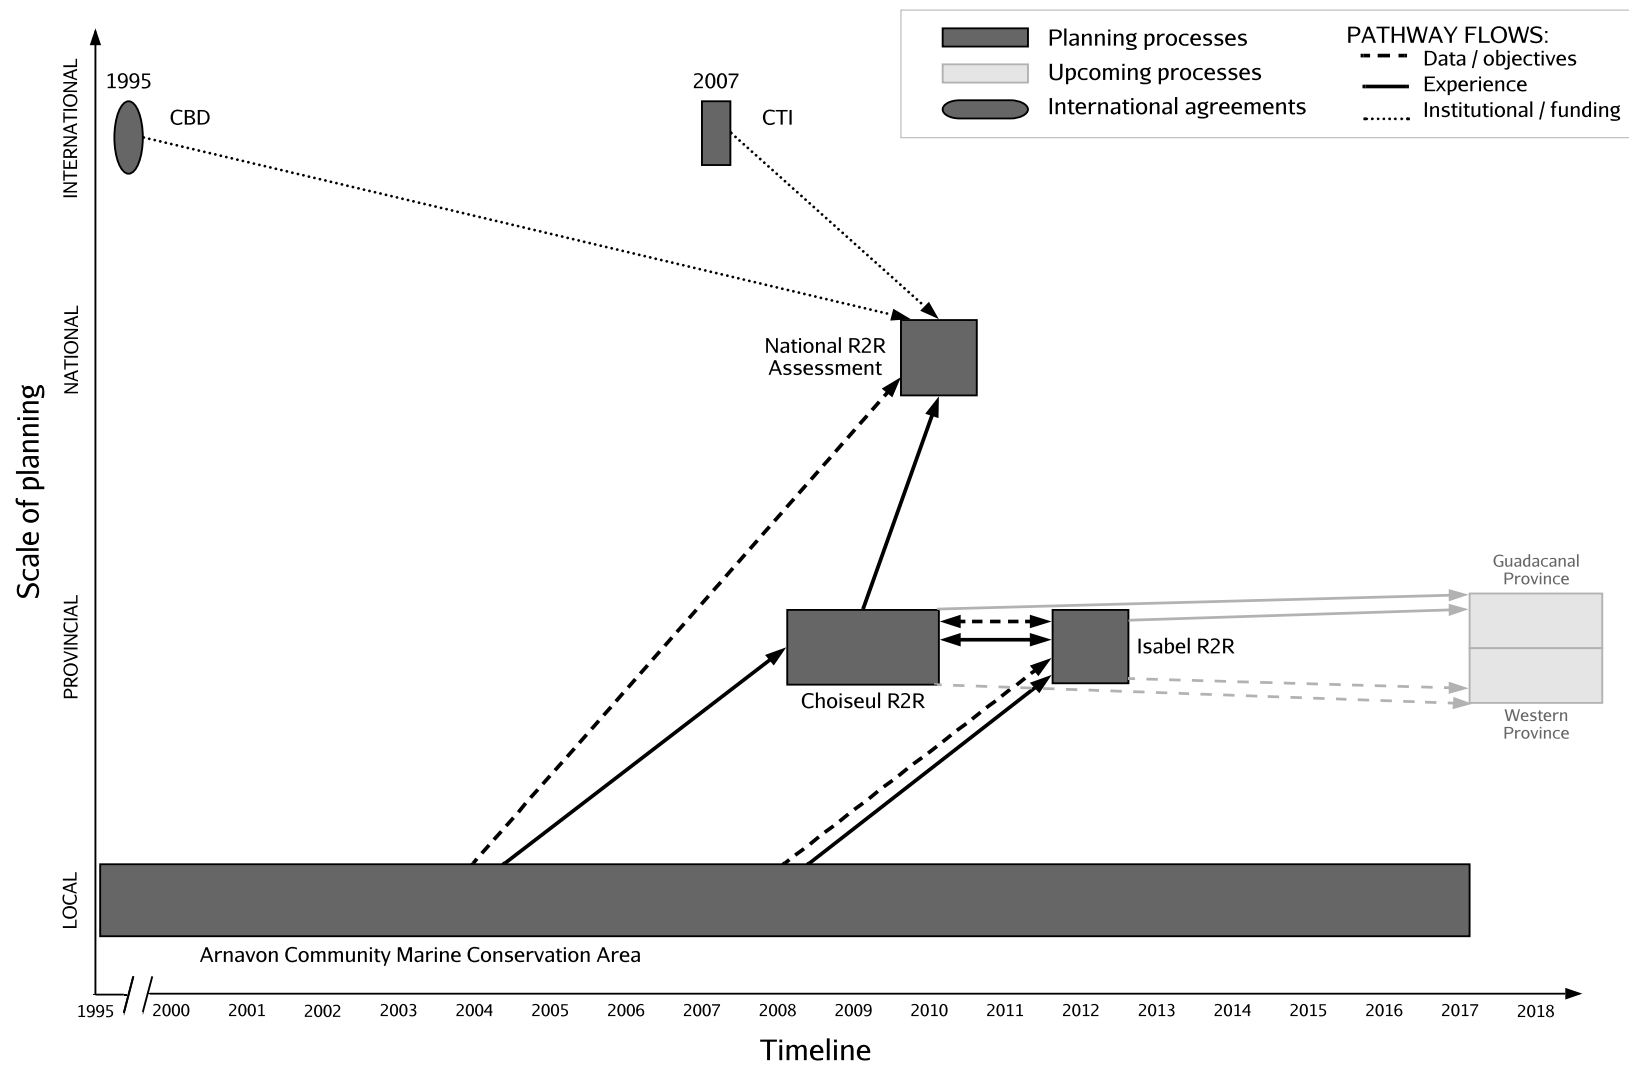 Planning processes
Upcoming processes
International agreements
PATHWAY FLOWS:
Data / objectives
Experience
Institutional / funding
INTERNATIONAL
1995
CBD
2007
CTI
NATIONAL
National R2R
Assessment
Scale of planning
PROVINCIAL
Choiseul R2R
Isabel R2R
Guadacanal
Province
Western
Province
LOCAL
Arnavon Community Marine Conservation Area
1995 2000 2001 2002 2003 2004 2005 2006 2007 2008 2009 2010 2011 2012 2013 2014 2015 2016 2017 2018
Timeline